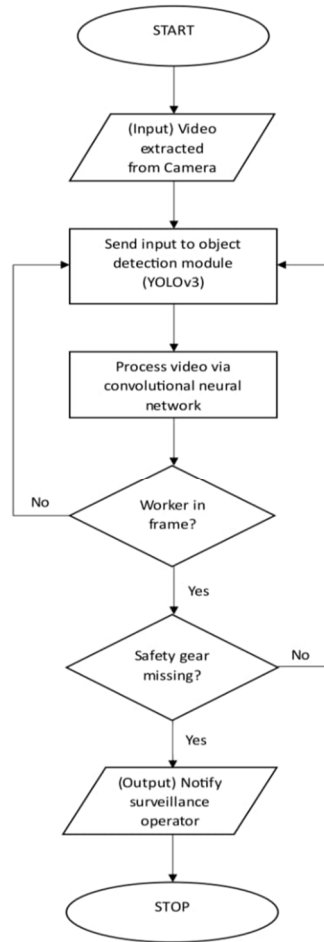 START
(Input) Video
extracted
from Camera
Send input to object
detection module
(YOLOv3)
Process video via
convolutional neural
network
Worker in
frame?
No
Yes
Safety gear
missing?
No
Yes
(Output) Notify
surveillance
operator
STOP